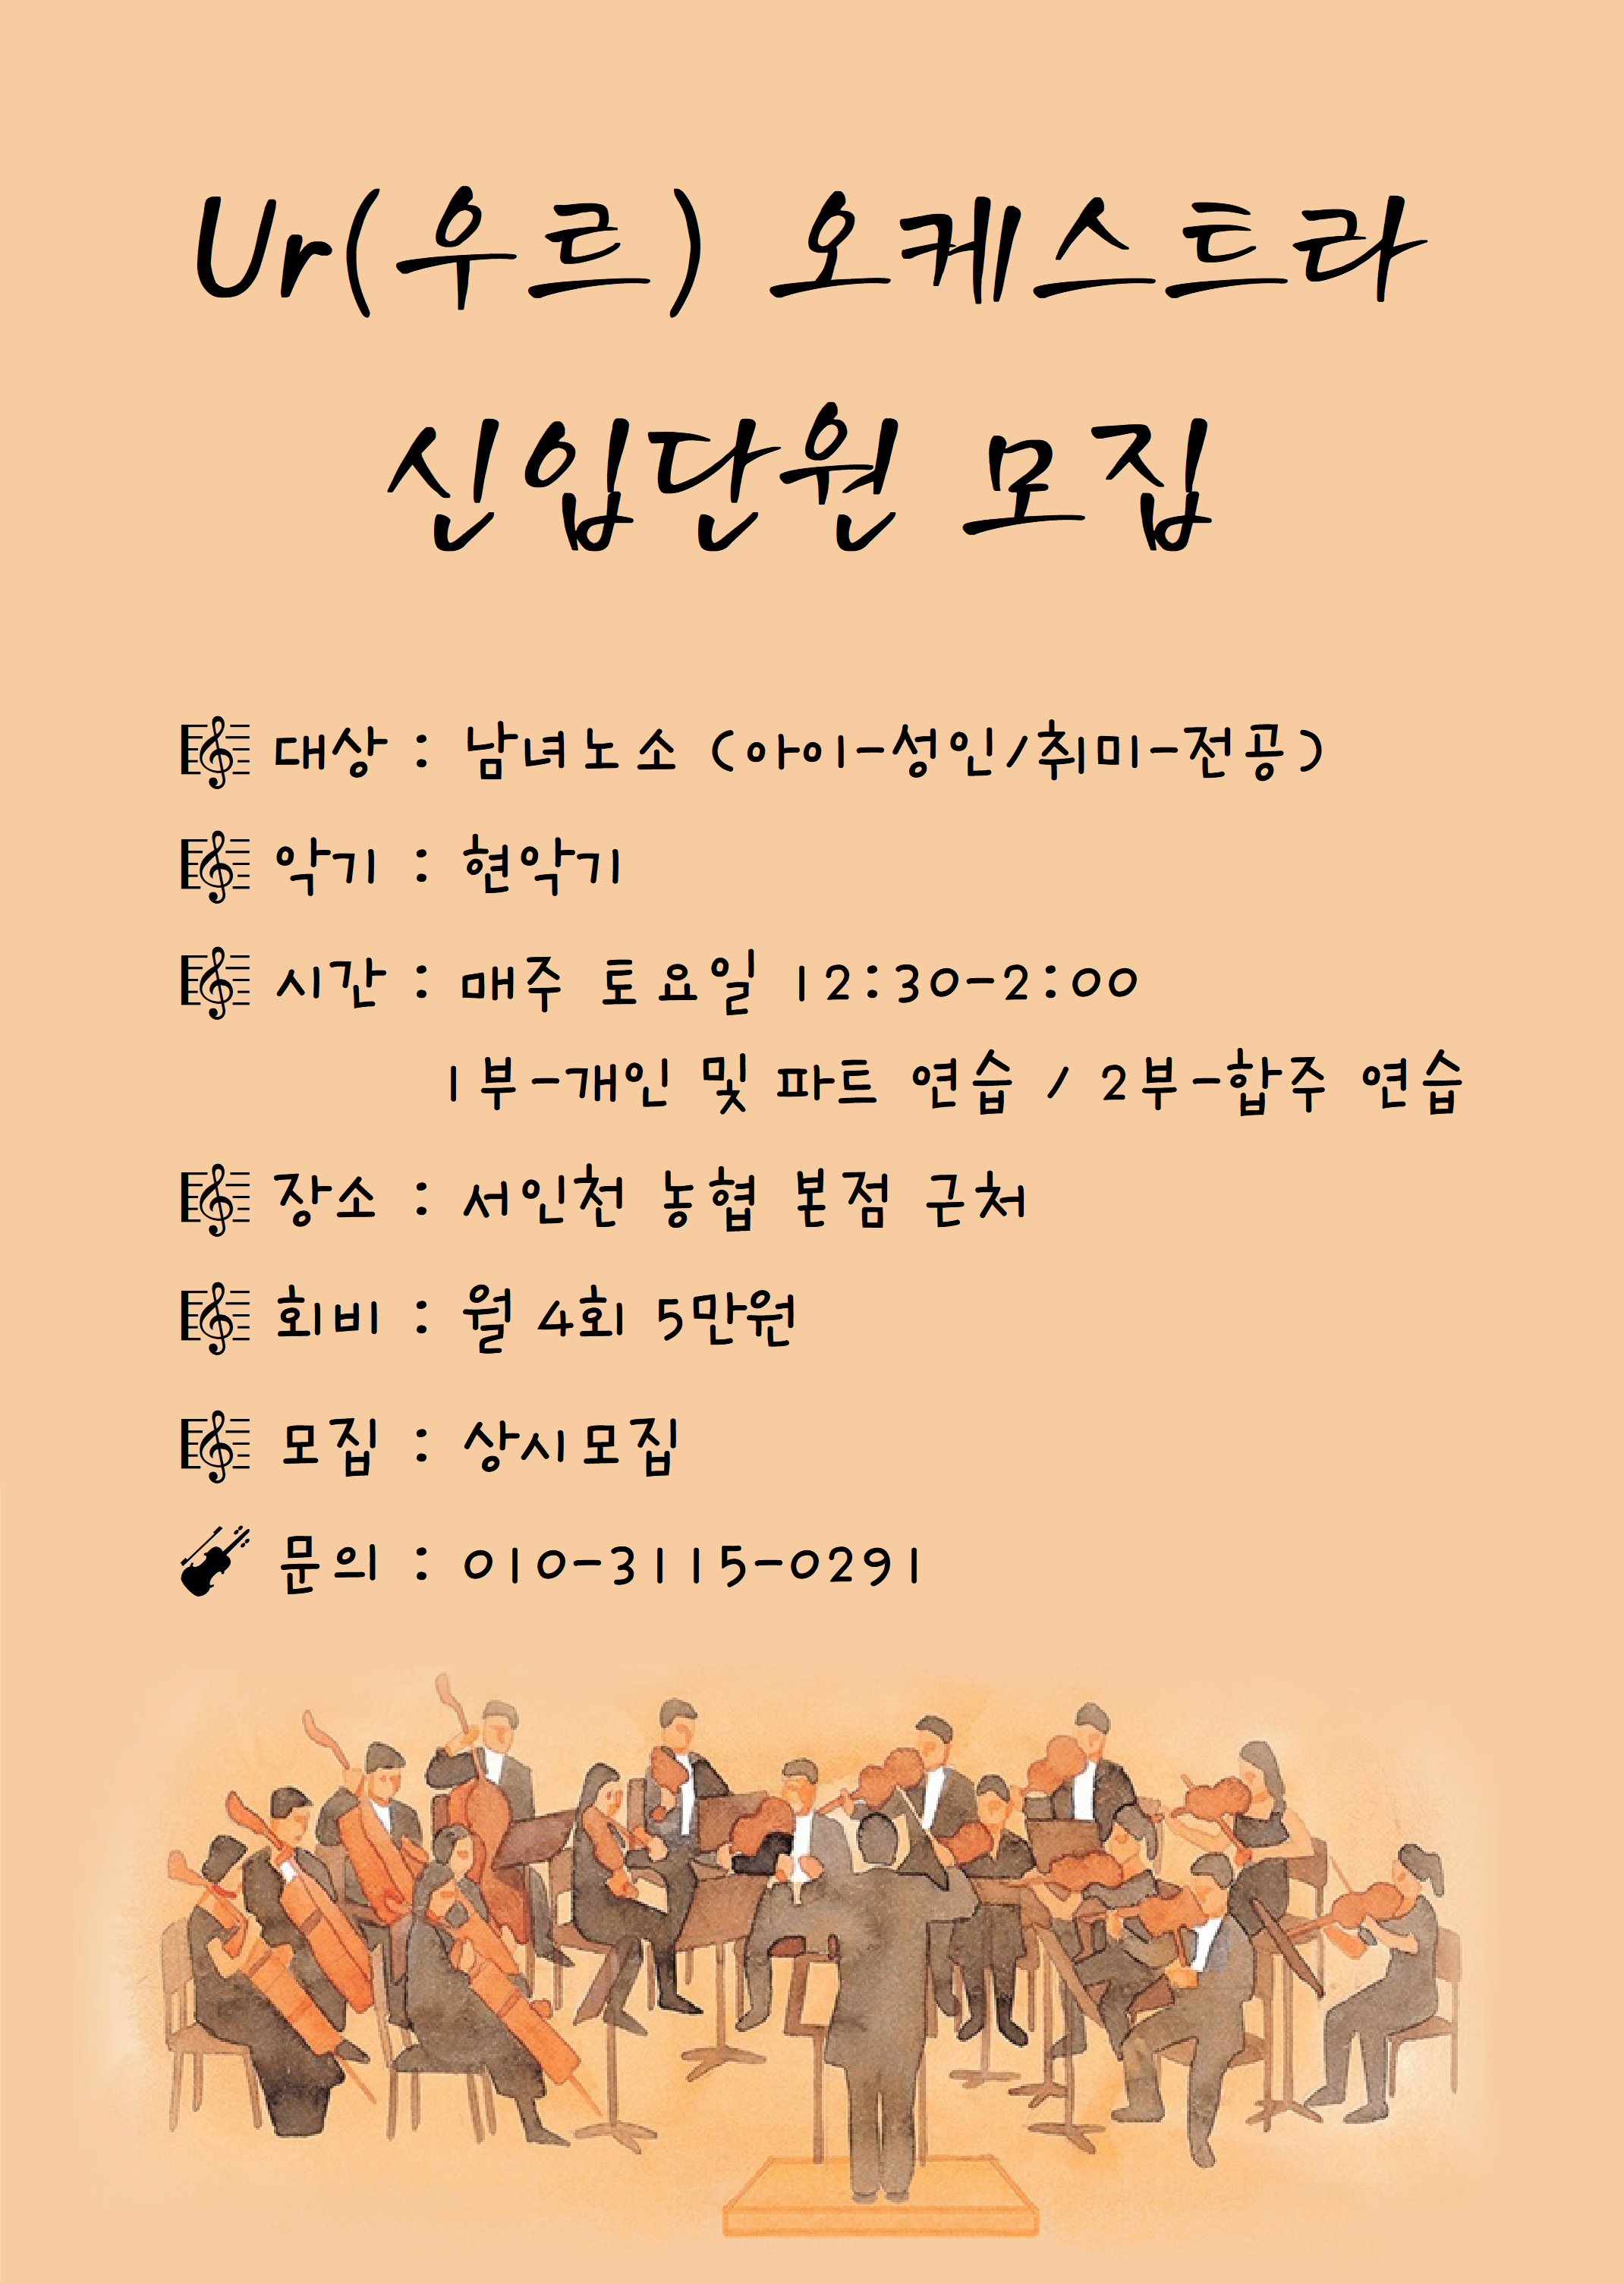 Ur(우르) 오케스트라
신입단원 모집
대상 : 남녀노소 (아이-성인/취미-전공)
악기 : 현악기
시간 : 매주 토요일 12:30-2:00
1부-개인 및 파트 연습 / 2부-합주 연습
장소 : 서인천 농협 본점 근처
회비 : 월 4회 5만원
모집 : 상시모집
문의 : 010-3115-0291